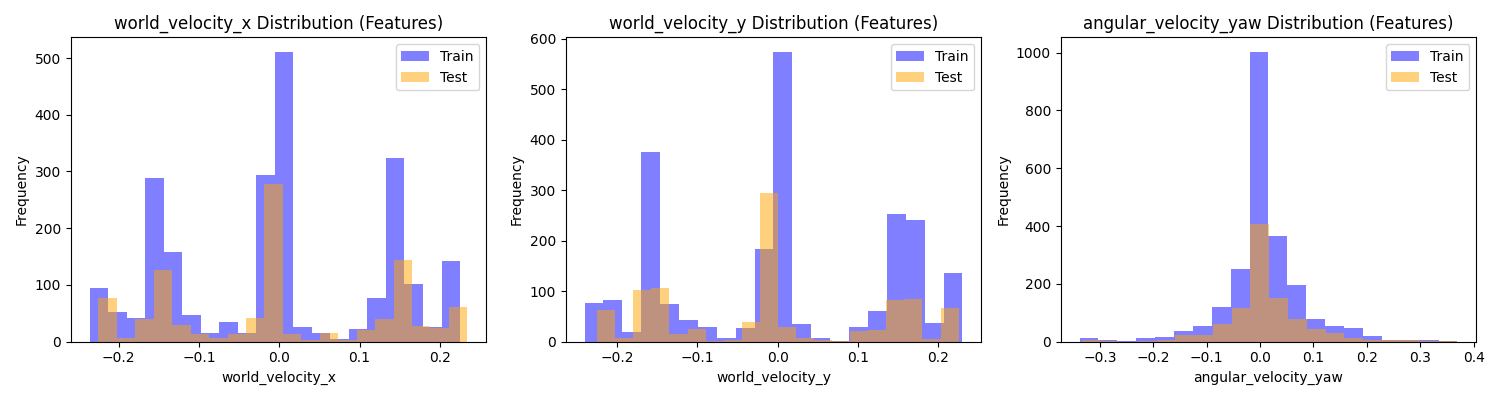 world_velocity_x Distribution (Features)
500
400
300
200
100
0
−0.2
−0.1
0.0
0.1
0.2
Frequency
world_velocity_x
Train
Test
world_velocity_y Distribution (Features)
600
500
400
300
200
100
0
−0.2
−0.1
0.0
0.1
0.2
Frequency
world_velocity_y
Train
Test
angular_velocity_yaw Distribution (Features)
1000
800
600
400
200
0
−0.3
−0.2
−0.1
0.0
0.1
0.2
0.3
0.4
Frequency
angular_velocity_yaw
Train
Test